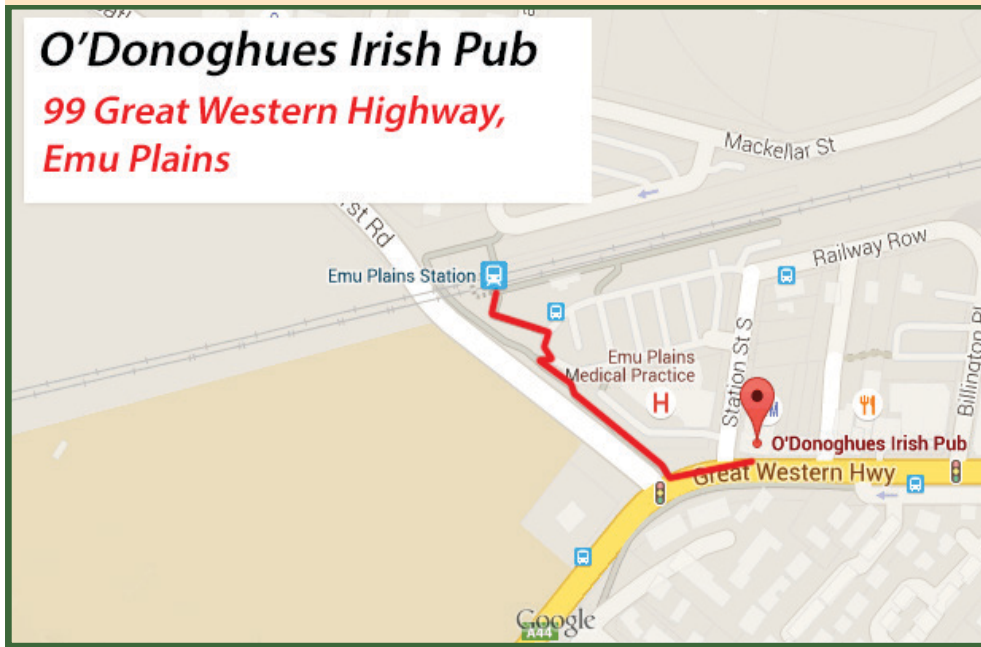 O'Donoghues Irish Pub
99 Great Western Highway,
Emu Plains
Mackellar St
Railway Row
Emu Plains Station
Emu Plains
Medical Practice
H
Station St S
O'Donoghues Irish Pub
Great Western Hwy
Google
A44